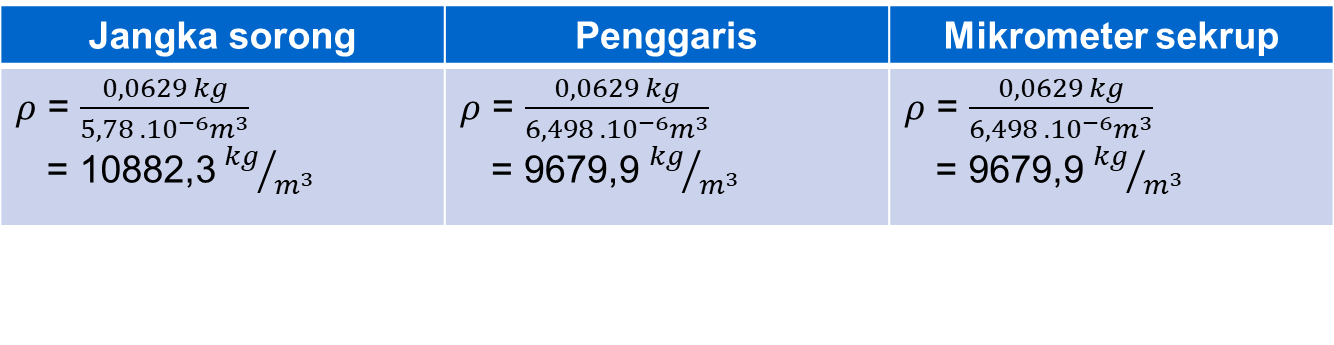 Jangka sorong
Penggaris
Mikrometer sekrup
ρ = 0,0629 kg / 5,78 .10⁻⁶m³
= 10882,3 kg/m³
ρ = 0,0629 kg / 6,498 .10⁻⁶m³
= 9679,9 kg/m³
ρ = 0,0629 kg / 6,498 .10⁻⁶m³
= 9679,9 kg/m³